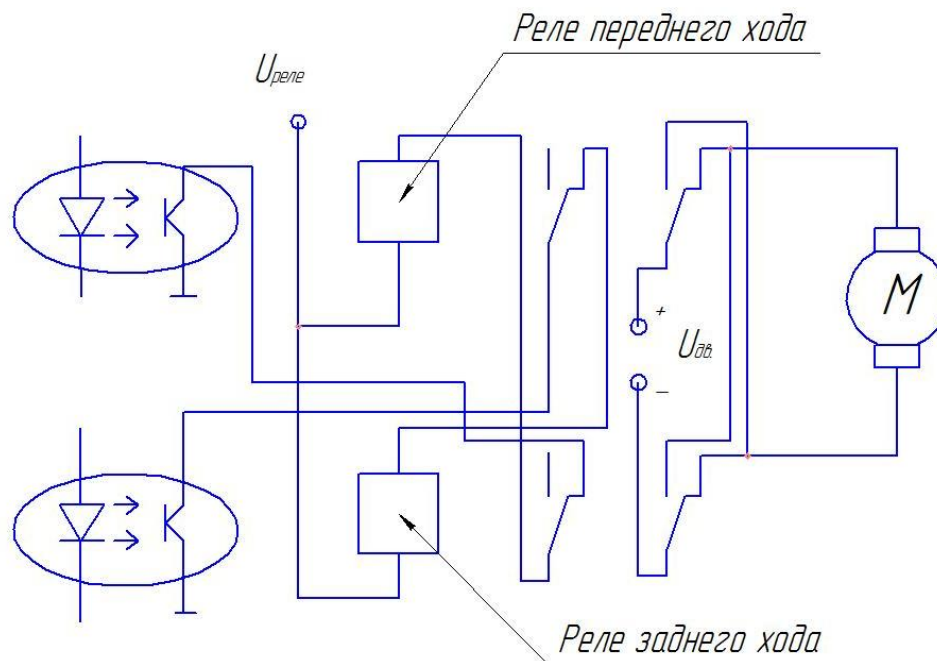 Реле переднего хода
Uреле
+
Uдв.
–
M
Реле заднего хода